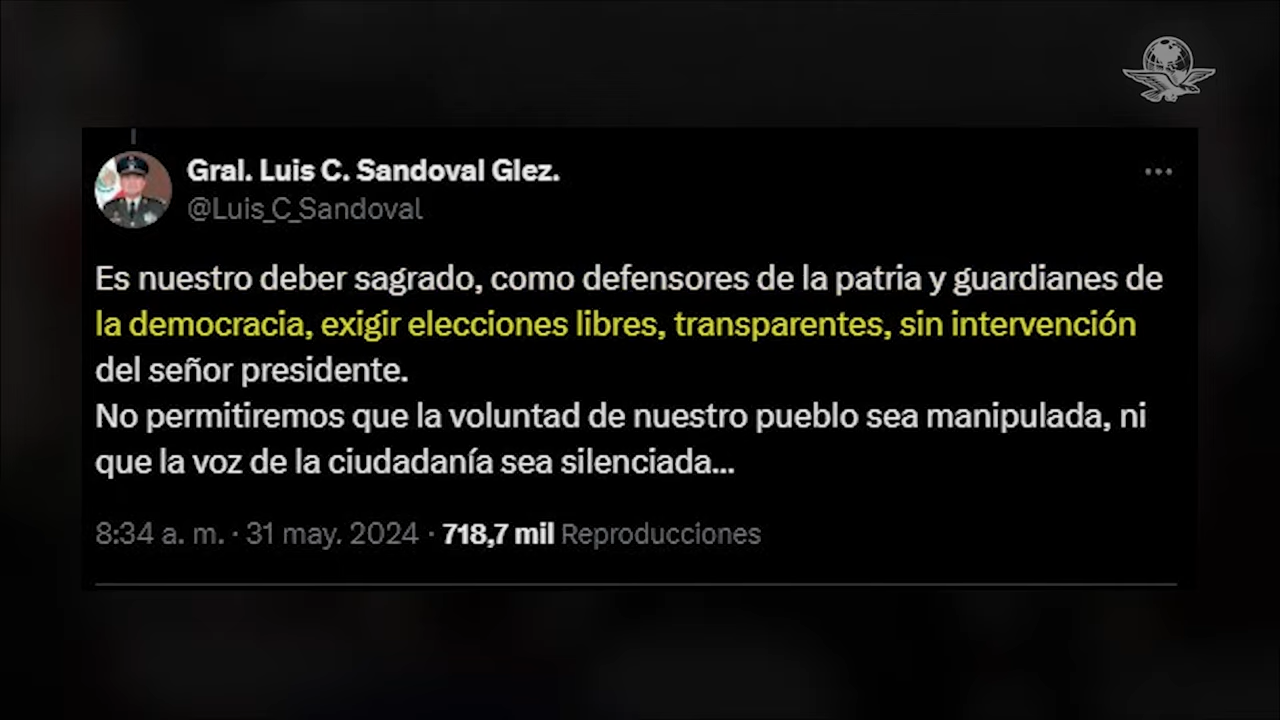 Gral. Luis C. Sandoval Glez.
@Luis_C_Sandoval
Es nuestro deber sagrado, como defensores de la patria y guardianes de
la democracia, exigir elecciones libres, transparentes, sin intervención
del señor presidente.
No permitiremos que la voluntad de nuestro pueblo sea manipulada, ni
que la voz de la ciudadanía sea silenciada...
8:34 a. m. · 31 may. 2024 · 718,7 mil Reproducciones